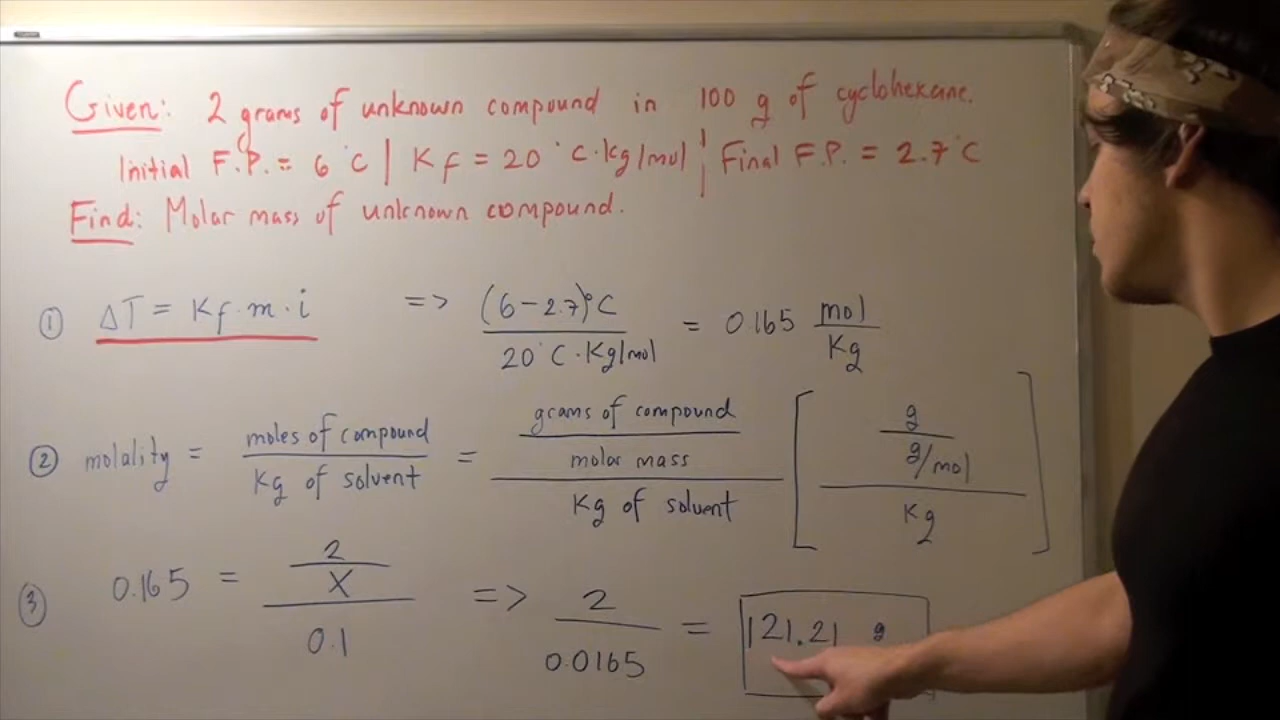 Given: 2 grams of unknown compound in 100 g of cyclohexane.
Initial F.P. = 6°C | Kf = 20 °C·Kg/mol ¦ Final F.P. = 2.7°C
Find: Molar mass of unknown compound.
① ΔT = Kf·m·i => (6-2.7)°C / 20°C·Kg/mol = 0.165 mol/Kg
② molality = moles of compound / Kg of solvent = grams of compound / molar mass / Kg of solvent [ g / g/mol / Kg ]
③ 0.165 = 2 / X / 0.1 => 2 / 0.0165 = 121.21 g